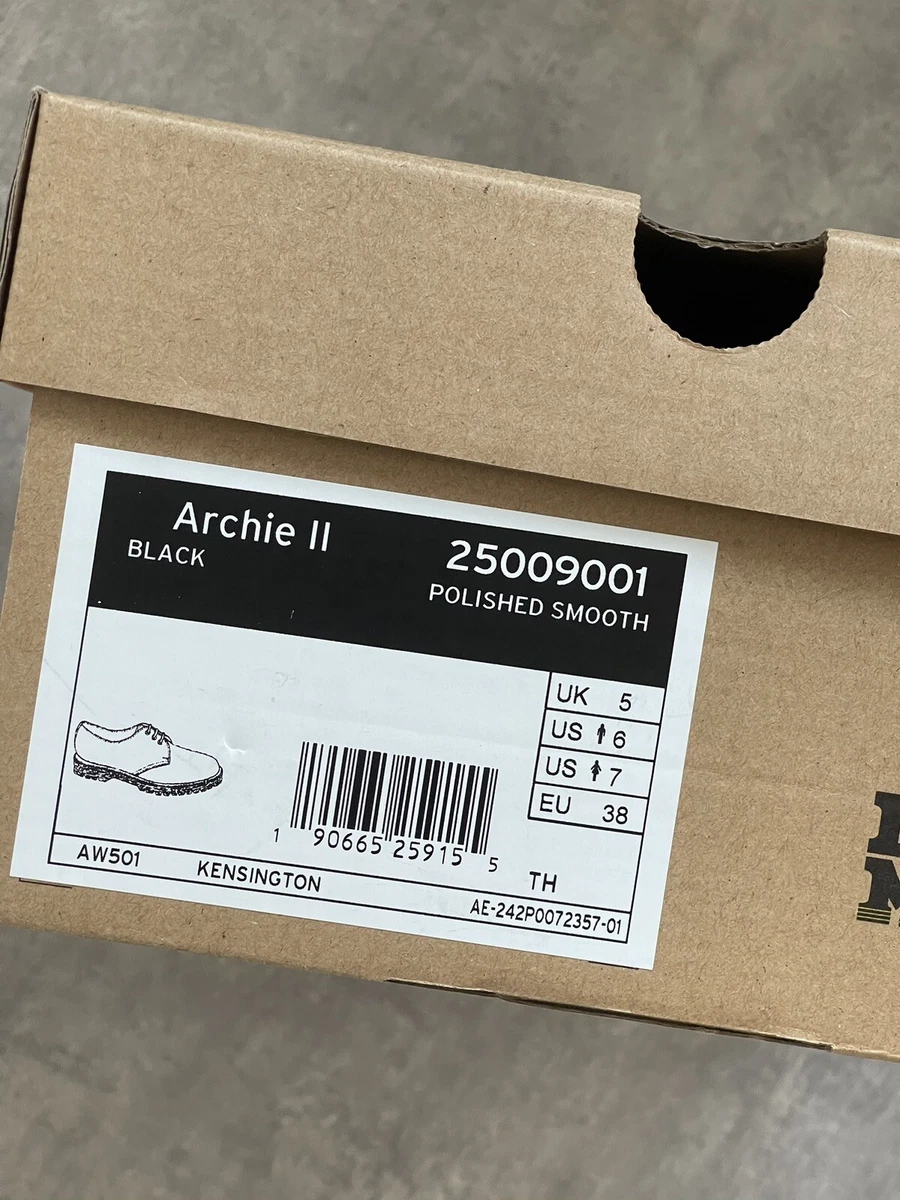 Archie II
BLACK
25009001
POLISHED SMOOTH
UK 5
US 6
US 7
EU 38
1 90665 25915 5
TH
AW501
KENSINGTON
AE-242P0072357-01